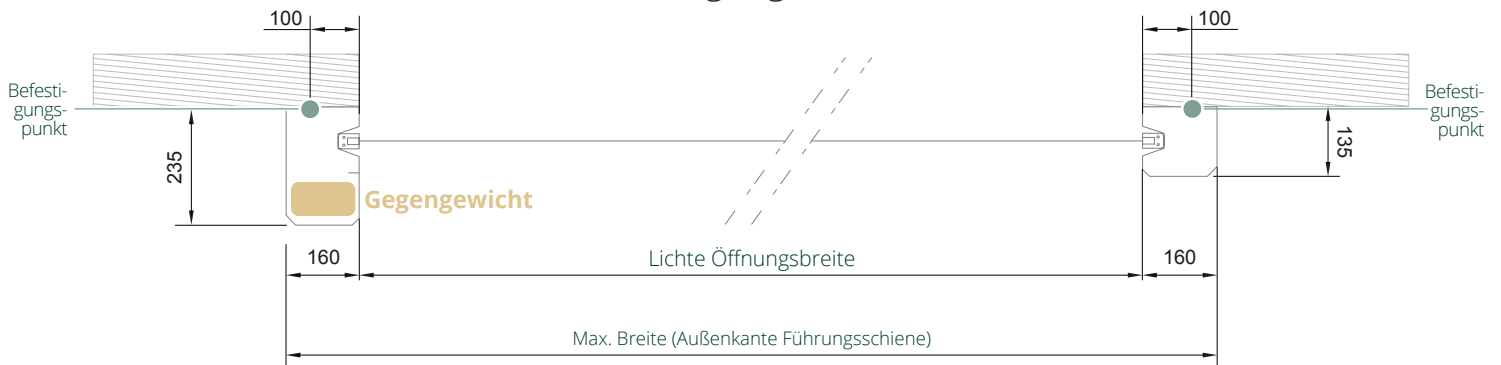 100
100
Befesti-
gungs-
punkt
Befesti-
gungs-
punkt
235
135
Gegengewicht
160
Lichte Öffnungsbreite
160
Max. Breite (Außenkante Führungsschiene)